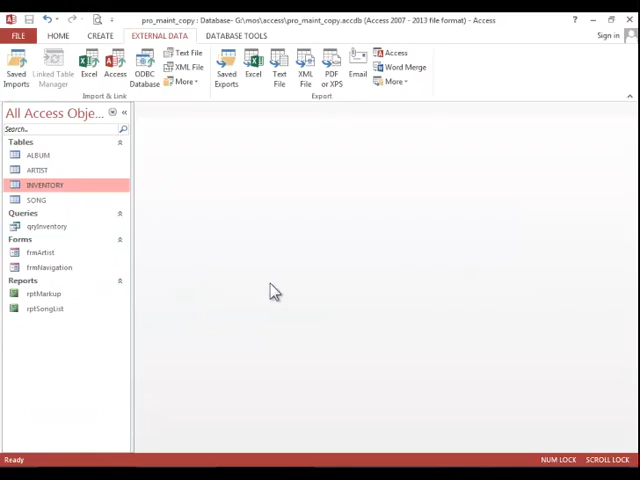 pro_maint_copy : Database- G:\mos\access\pro_maint_copy.accdb (Access 2007 - 2013 file format) - Access
FILE HOME CREATE EXTERNAL DATA DATABASE TOOLS Sign in
Saved Imports
Linked Table Manager
Excel
Access
ODBC Database
Text File
XML File
More
Import & Link
Saved Exports
Excel
Text File
XML File
PDF or XPS
Email
Access
Word Merge
More
Export
All Access Obje...
Search..
Tables
ALBUM
ARTIST
INVENTORY
SONG
Queries
qryInventory
Forms
frmArtist
frmNavigation
Reports
rptMarkup
rptSongList
Ready NUM LOCK SCROLL LOCK